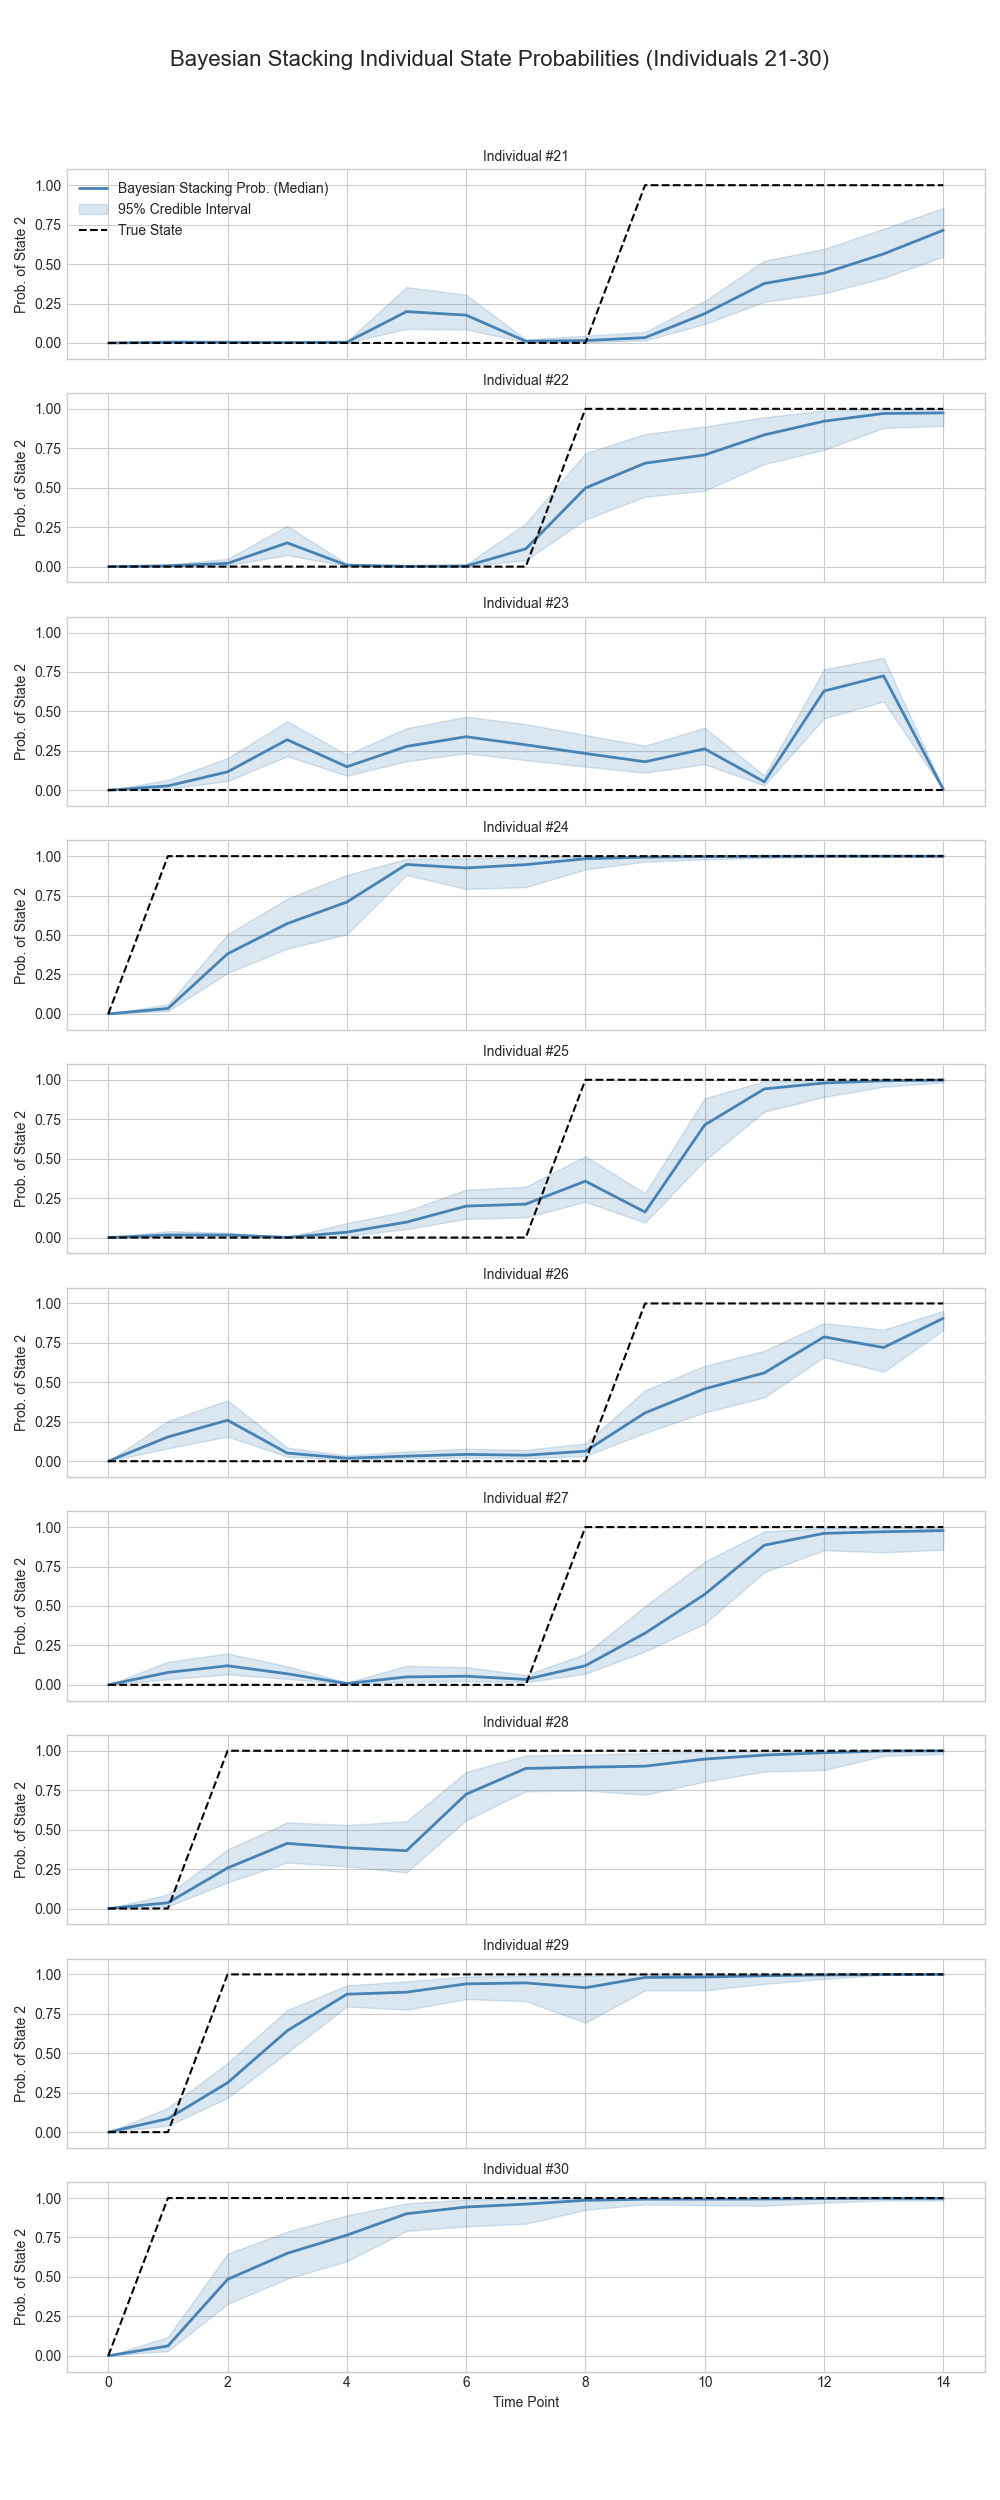 Bayesian Stacking Individual State Probabilities (Individuals 21-30)
Individual #21
Bayesian Stacking Prob. (Median)
95% Credible Interval
True State
Prob. of State 2
1.00
0.75
0.50
0.25
0.00
Individual #22
Prob. of State 2
1.00
0.75
0.50
0.25
0.00
Individual #23
Prob. of State 2
1.00
0.75
0.50
0.25
0.00
Individual #24
Prob. of State 2
1.00
0.75
0.50
0.25
0.00
Individual #25
Prob. of State 2
1.00
0.75
0.50
0.25
0.00
Individual #26
Prob. of State 2
1.00
0.75
0.50
0.25
0.00
Individual #27
Prob. of State 2
1.00
0.75
0.50
0.25
0.00
Individual #28
Prob. of State 2
1.00
0.75
0.50
0.25
0.00
Individual #29
Prob. of State 2
1.00
0.75
0.50
0.25
0.00
Individual #30
Prob. of State 2
1.00
0.75
0.50
0.25
0.00
0 2 4 6 8 10 12 14
Time Point